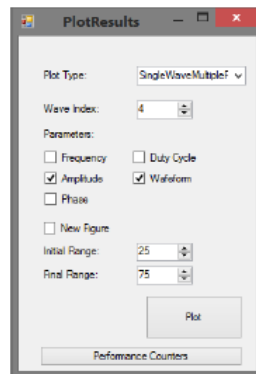 PlotResults
Plot Type: SingleWaveMultipleF
Wave Index: 4
Parameters:
Frequency Duty Cycle
Amplitude Waveform
Phase
New Figure
Initial Range: 25
Final Range: 75
Plot
Performance Counters